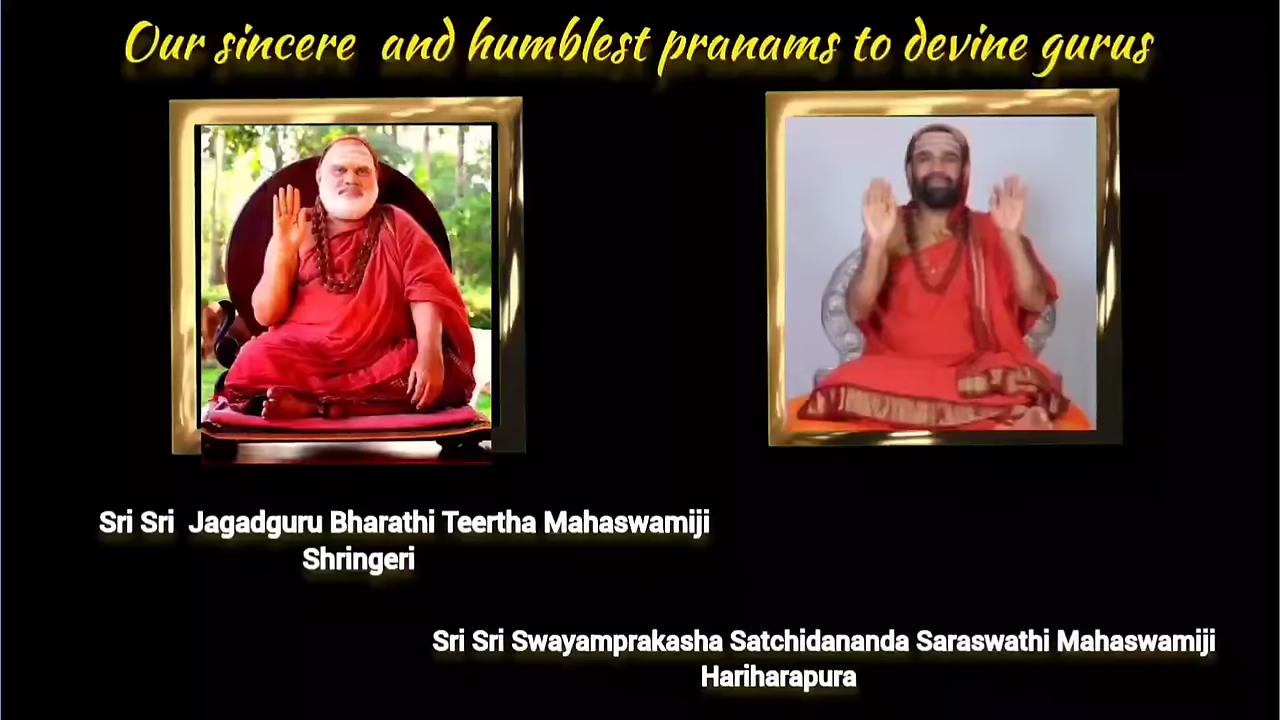 Our sincere and humblest pranams to devine gurus
Sri Sri Jagadguru Bharathi Teertha Mahaswamiji
Shringeri
Sri Sri Swayamprakasha Satchidananda Saraswathi Mahaswamiji
Hariharapura